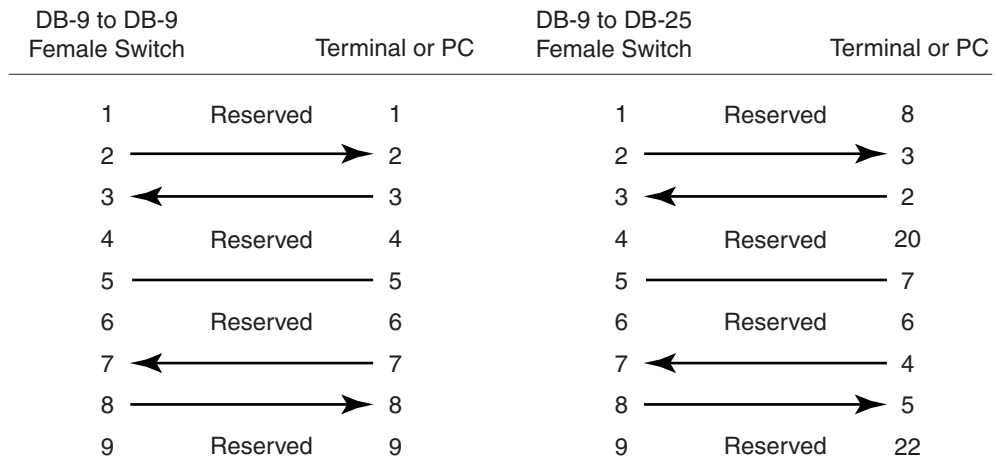 DB-9 to DB-9 DB-9 to DB-25
Female Switch Terminal or PC Female Switch Terminal or PC
1 Reserved 1 1 Reserved 8
2 2 2 3
3 3 3 2
4 Reserved 4 4 Reserved 20
5 5 5 7
6 Reserved 6 6 Reserved 6
7 7 7 4
8 8 8 5
9 Reserved 9 9 Reserved 22